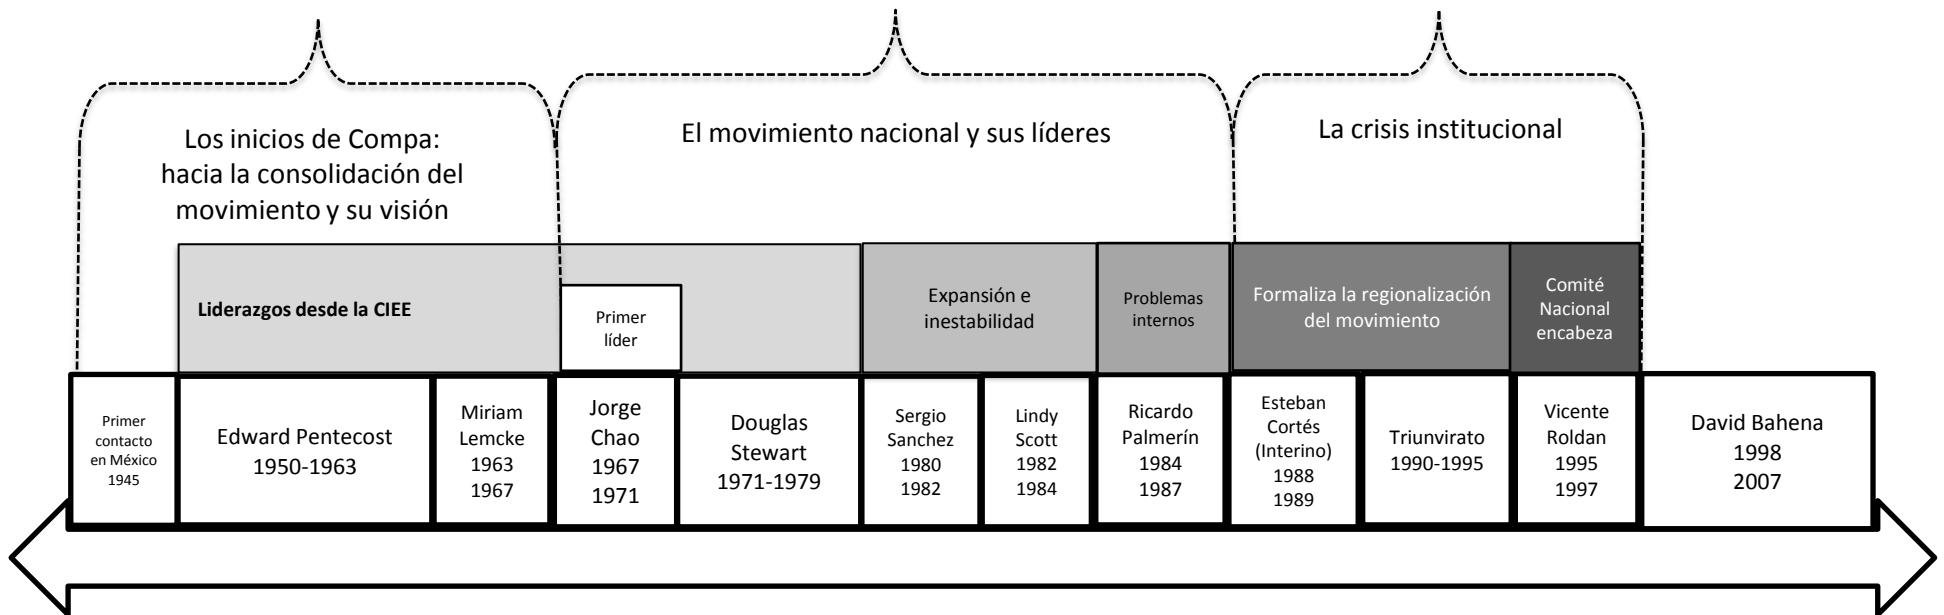 Los inicios de Compa:
hacia la consolidación del
movimiento y su visión
El movimiento nacional y sus líderes
La crisis institucional
Liderazgos desde la CIEE
Primer
líder
Expansión e
inestabilidad
Problemas
internos
Formaliza la regionalización
del movimiento
Comité
Nacional
encabeza
Primer
contacto
en México
1945
Edward Pentecost
1950-1963
Miriam
Lemcke
1963
1967
Jorge
Chao
1967
1971
Douglas
Stewart
1971-1979
Sergio
Sanchez
1980
1982
Lindy
Scott
1982
1984
Ricardo
Palmerín
1984
1987
Esteban
Cortés
(Interino)
1988
1989
Triunvirato
1990-1995
Vicente
Roldan
1995
1997
David Bahena
1998
2007